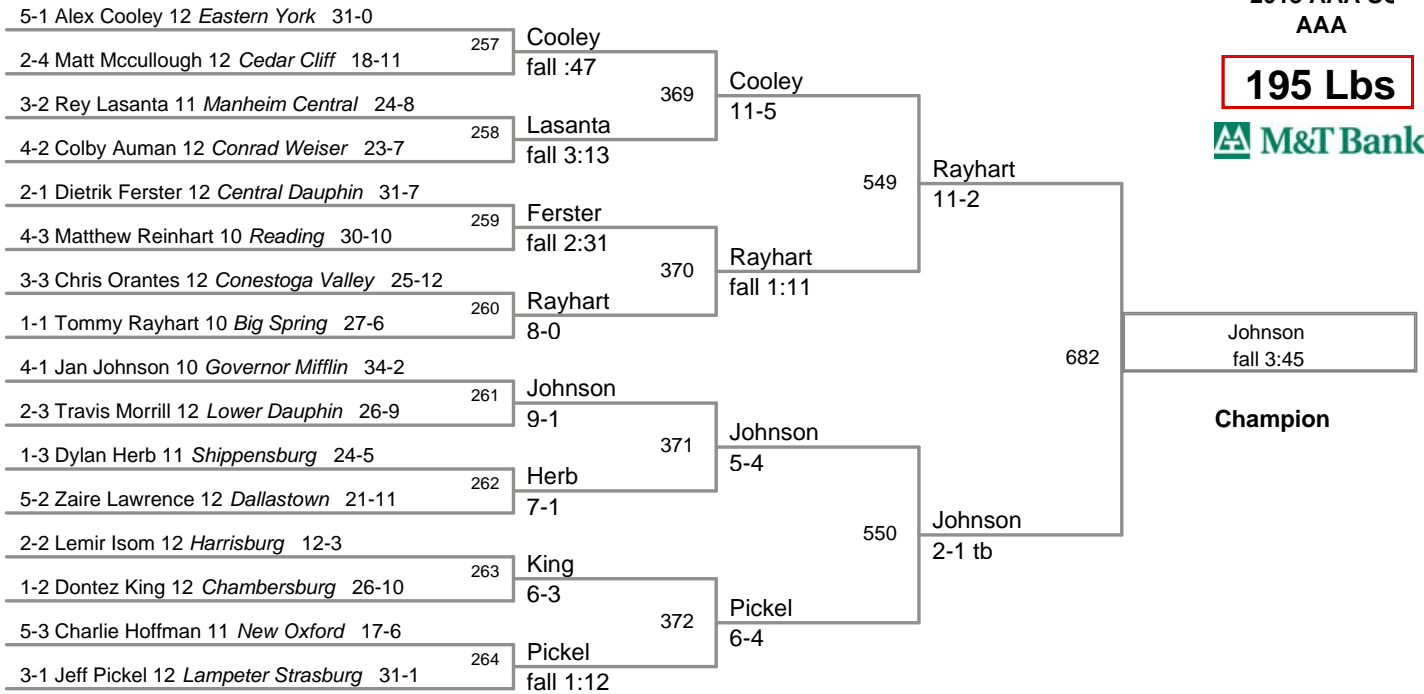 AAA
195 Lbs
M&T Bank
5-1 Alex Cooley 12 Eastern York 31-0
257
Cooley
fall :47
2-4 Matt Mccullough 12 Cedar Cliff 18-11
369
Cooley
11-5
3-2 Rey Lasanta 11 Manheim Central 24-8
258
Lasanta
fall 3:13
4-2 Colby Auman 12 Conrad Weiser 23-7
549
Rayhart
11-2
2-1 Dietrik Ferster 12 Central Dauphin 31-7
259
Ferster
fall 2:31
4-3 Matthew Reinhart 10 Reading 30-10
370
Rayhart
fall 1:11
3-3 Chris Orantes 12 Conestoga Valley 25-12
260
Rayhart
8-0
1-1 Tommy Rayhart 10 Big Spring 27-6
682
Johnson
fall 3:45
Champion
4-1 Jan Johnson 10 Governor Mifflin 34-2
261
Johnson
9-1
2-3 Travis Morrill 12 Lower Dauphin 26-9
371
Johnson
5-4
1-3 Dylan Herb 11 Shippensburg 24-5
262
Herb
7-1
5-2 Zaire Lawrence 12 Dallastown 21-11
550
Johnson
2-1 tb
2-2 Lemir Isom 12 Harrisburg 12-3
263
King
6-3
1-2 Dontez King 12 Chambersburg 26-10
372
Pickel
6-4
5-3 Charlie Hoffman 11 New Oxford 17-6
264
Pickel
fall 1:12
3-1 Jeff Pickel 12 Lampeter Strasburg 31-1